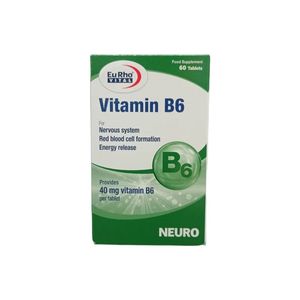 Food Supplement
60 Tablets
EuRho®
VITAL
Vitamin B6
For
Nervous system
Red blood cell formation
Energy release
B6
Provides
40 mg vitamin B6
per tablet
NEURO